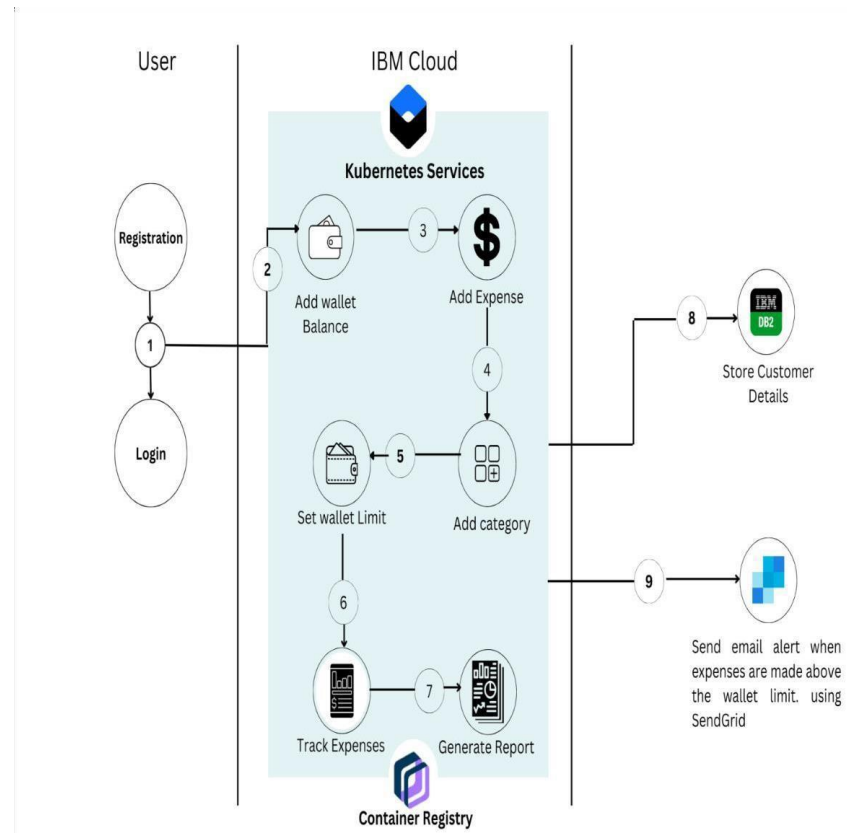 User
IBM Cloud
Kubernetes Services
Registration
1
Login
2
Add wallet
Balance
3
Add Expense
4
Add category
5
Set wallet Limit
6
Track Expenses
7
Generate Report
Container Registry
8
IBM
DB2
Store Customer
Details
9
Send email alert when
expenses are made above
the wallet limit. using
SendGrid